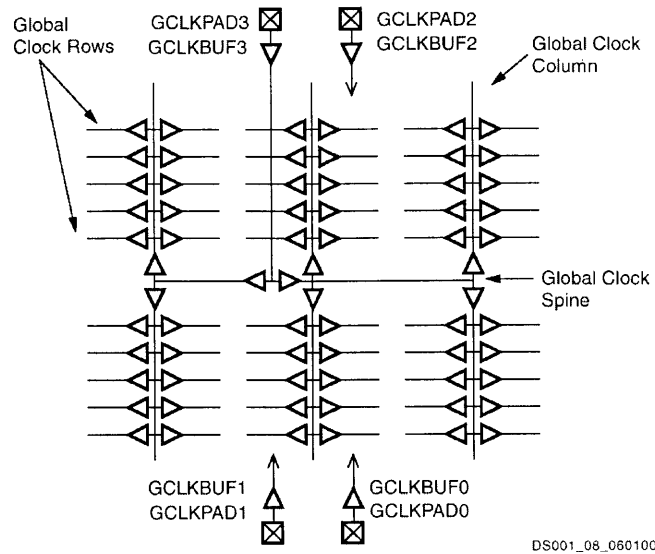 Global
Clock Rows
GCLKPAD3
GCLKBUF3
GCLKPAD2
GCLKBUF2
Global Clock
Column
Global Clock
Spine
GCLKBUF1
GCLKPAD1
GCLKBUF0
GCLKPAD0
DS001_08_060100